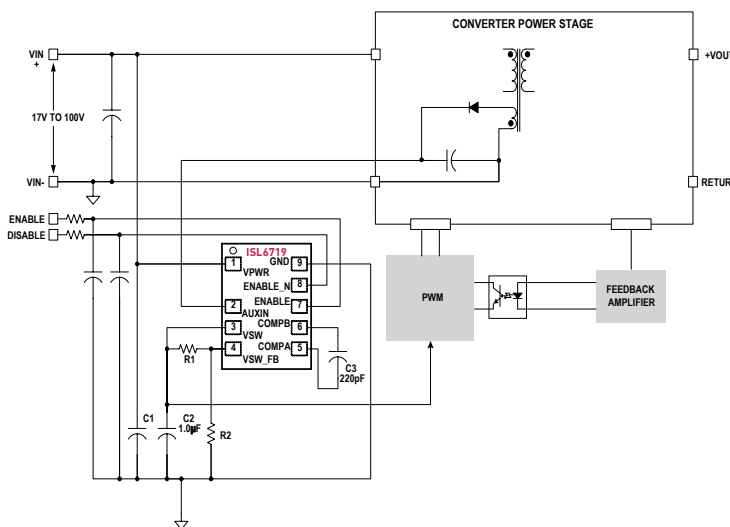 CONVERTER POWER STAGE
VIN
+
+VOUT
17V TO 100V
VIN-
RETUR
ENABLE
DISABLE
ISL6719
1
VPWR
GND
9
ENABLE_N
8
2
AUXIN
ENABLE
7
3
VSW
COMPB
6
4
VSW_FB
COMPA
5
R1
C3
220pF
PWM
FEEDBACK
AMPLIFIER
C1
C2
1.0µF
R2